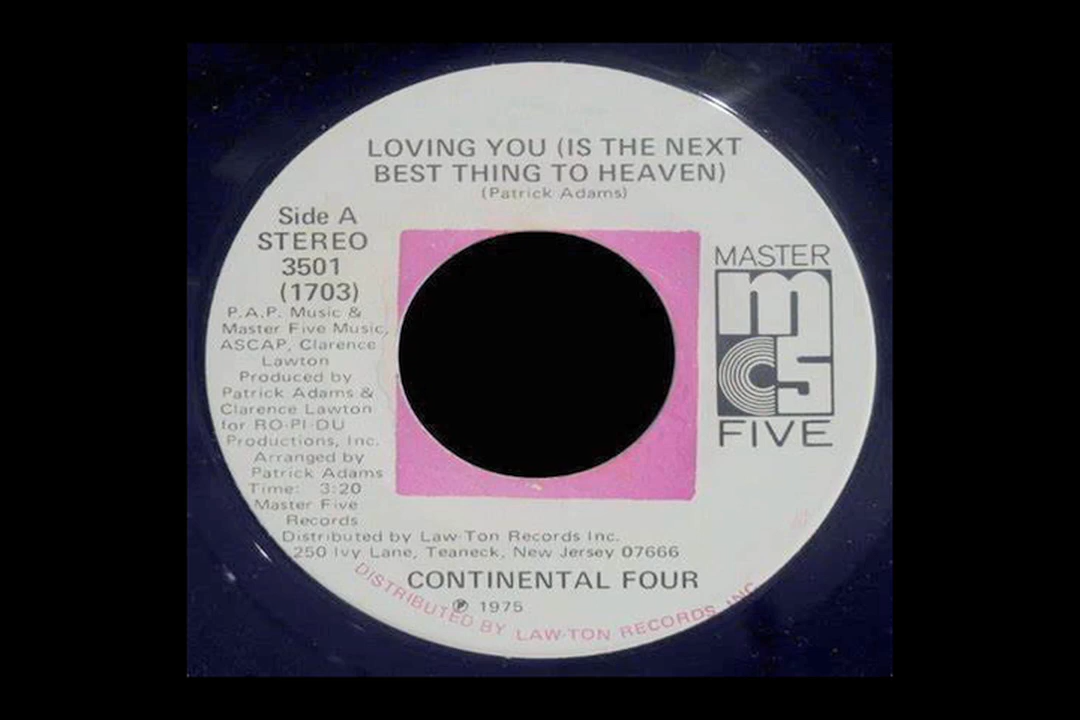 LOVING YOU (IS THE NEXT
BEST THING TO HEAVEN)
(Patrick Adams)
Side A
STEREO
3501
(1703)
P.A.P. Music &
Master Five Music,
ASCAP, Clarence
Lawton
Produced by
Patrick Adams &
Clarence Lawton
for RO-PI-DU
Productions, Inc.
Arranged by
Patrick Adams
Time: 3:20
Master Five
Records
Distributed by Law-Ton Records Inc.
250 Ivy Lane, Teaneck, New Jersey 07666
MASTER
m
c5
FIVE
CONTINENTAL FOUR
℗ 1975
DISTRIBUTED BY LAW-TON RECORDS, INC.